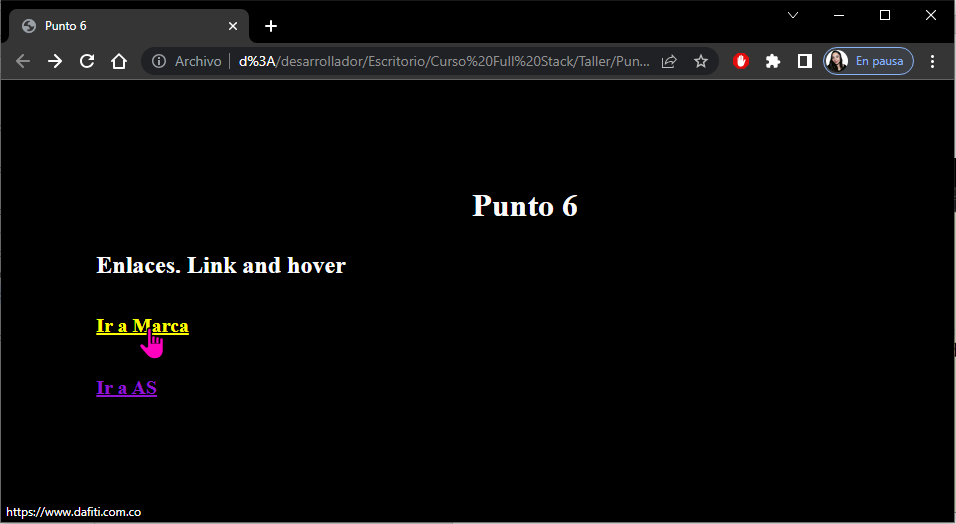 Punto 6
Archivo d%3A/desarrollador/Escritorio/Curso%20Full%20Stack/Taller/Pun...
En pausa
Punto 6
Enlaces. Link and hover
Ir a Marca
Ir a AS
https://www.dafiti.com.co